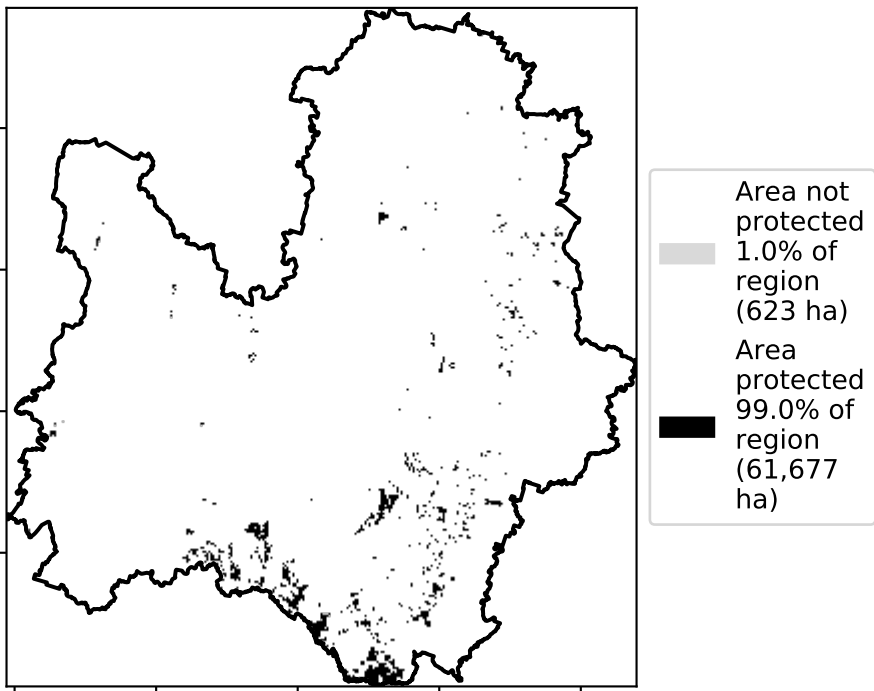 Area not
protected
1.0% of
region
(623 ha)
Area
protected
99.0% of
region
(61,677
ha)